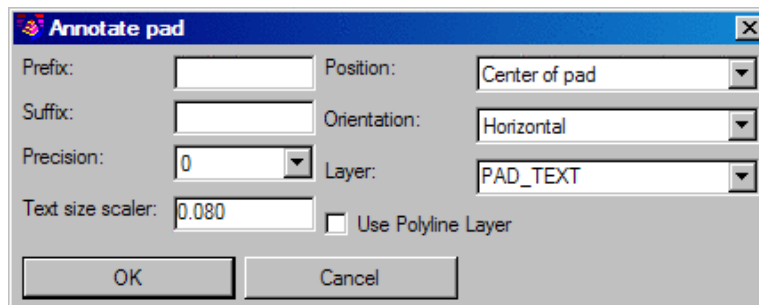 Annotate pad
Prefix:
Position: Center of pad
Suffix:
Orientation: Horizontal
Precision: 0
Layer: PAD_TEXT
Text size scaler: 0.080
Use Polyline Layer
OK Cancel